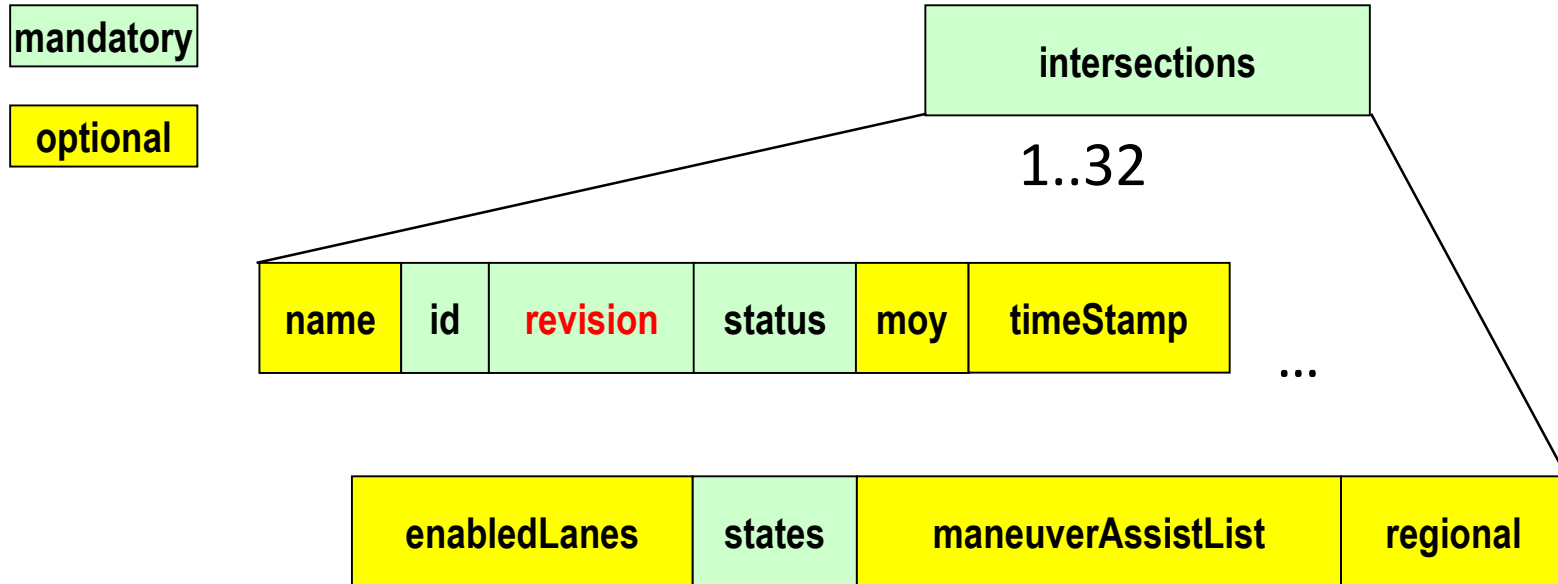 mandatory
optional
intersections
1..32
name id revision status moy timeStamp
...
enabledLanes states maneuverAssistList regional